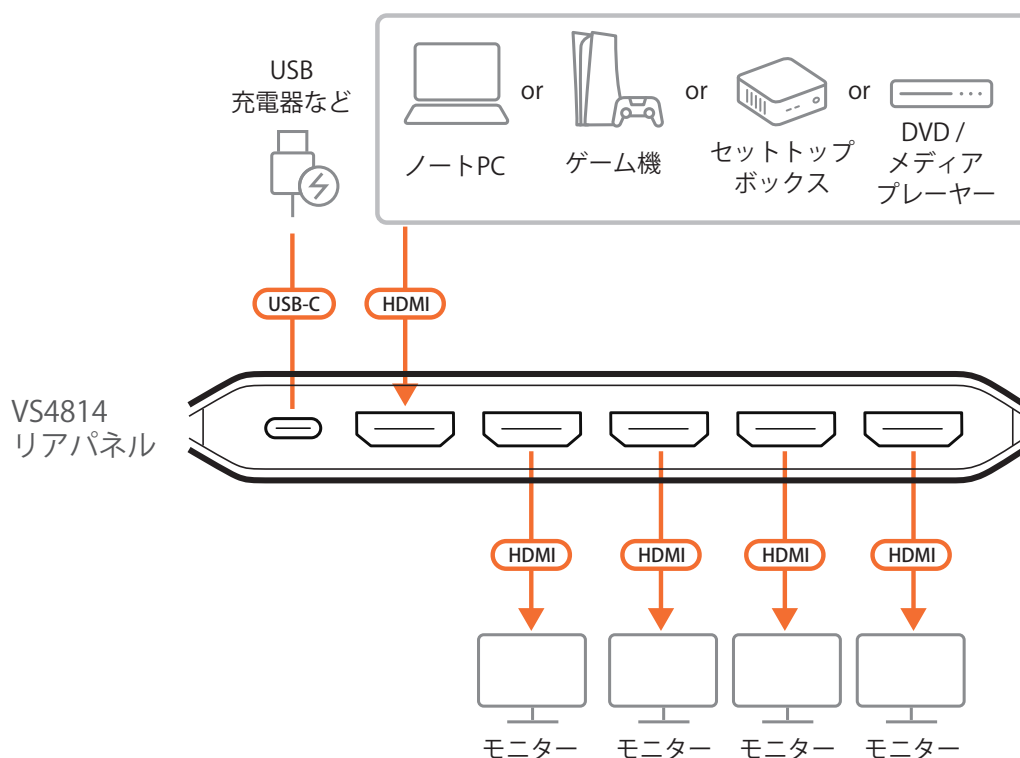 USB
充電器など
or
or
or
ノートPC
ゲーム機
セットトップ
ボックス
DVD /
メディア
プレーヤー
USB-C
HDMI
VS4814
リアパネル
HDMI
HDMI
HDMI
HDMI
モニター
モニター
モニター
モニター